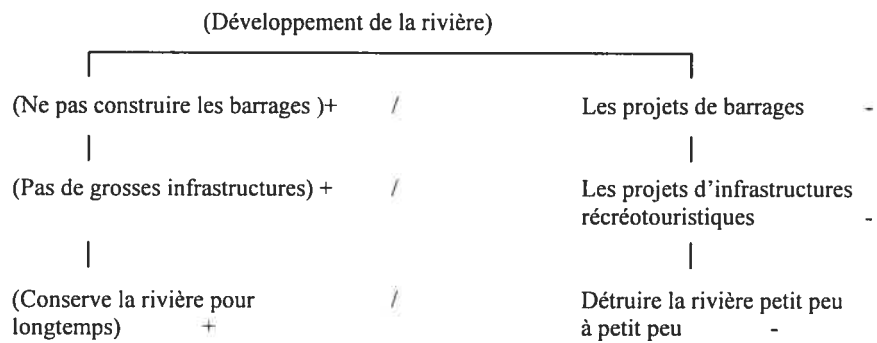 (Développement de la rivière)
(Ne pas construire les barrages )+ / Les projets de barrages -
(Pas de grosses infrastructures) + / Les projets d'infrastructures
récréotouristiques -
(Conserve la rivière pour / Détruire la rivière petit peu
longtemps) + à petit peu -